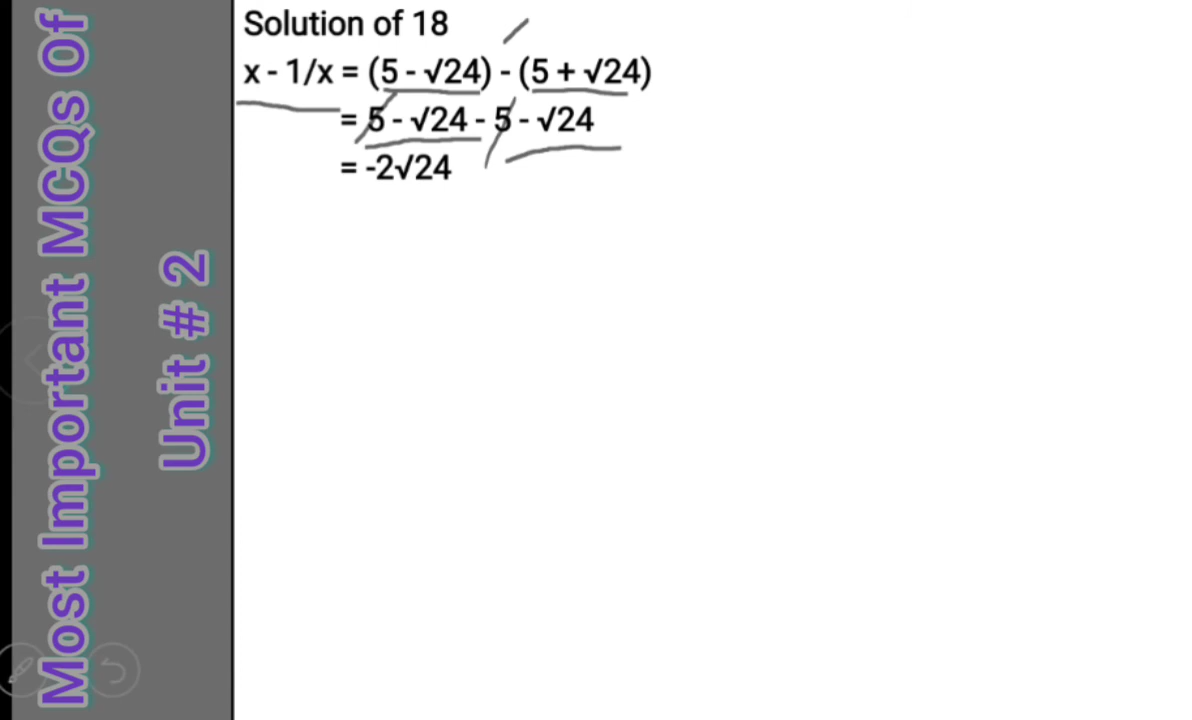 Most Important MCQs Of
Unit # 2
Solution of 18
x - 1/x = (5 - √24) - (5 + √24)
= 5 - √24 - 5 - √24
= -2√24